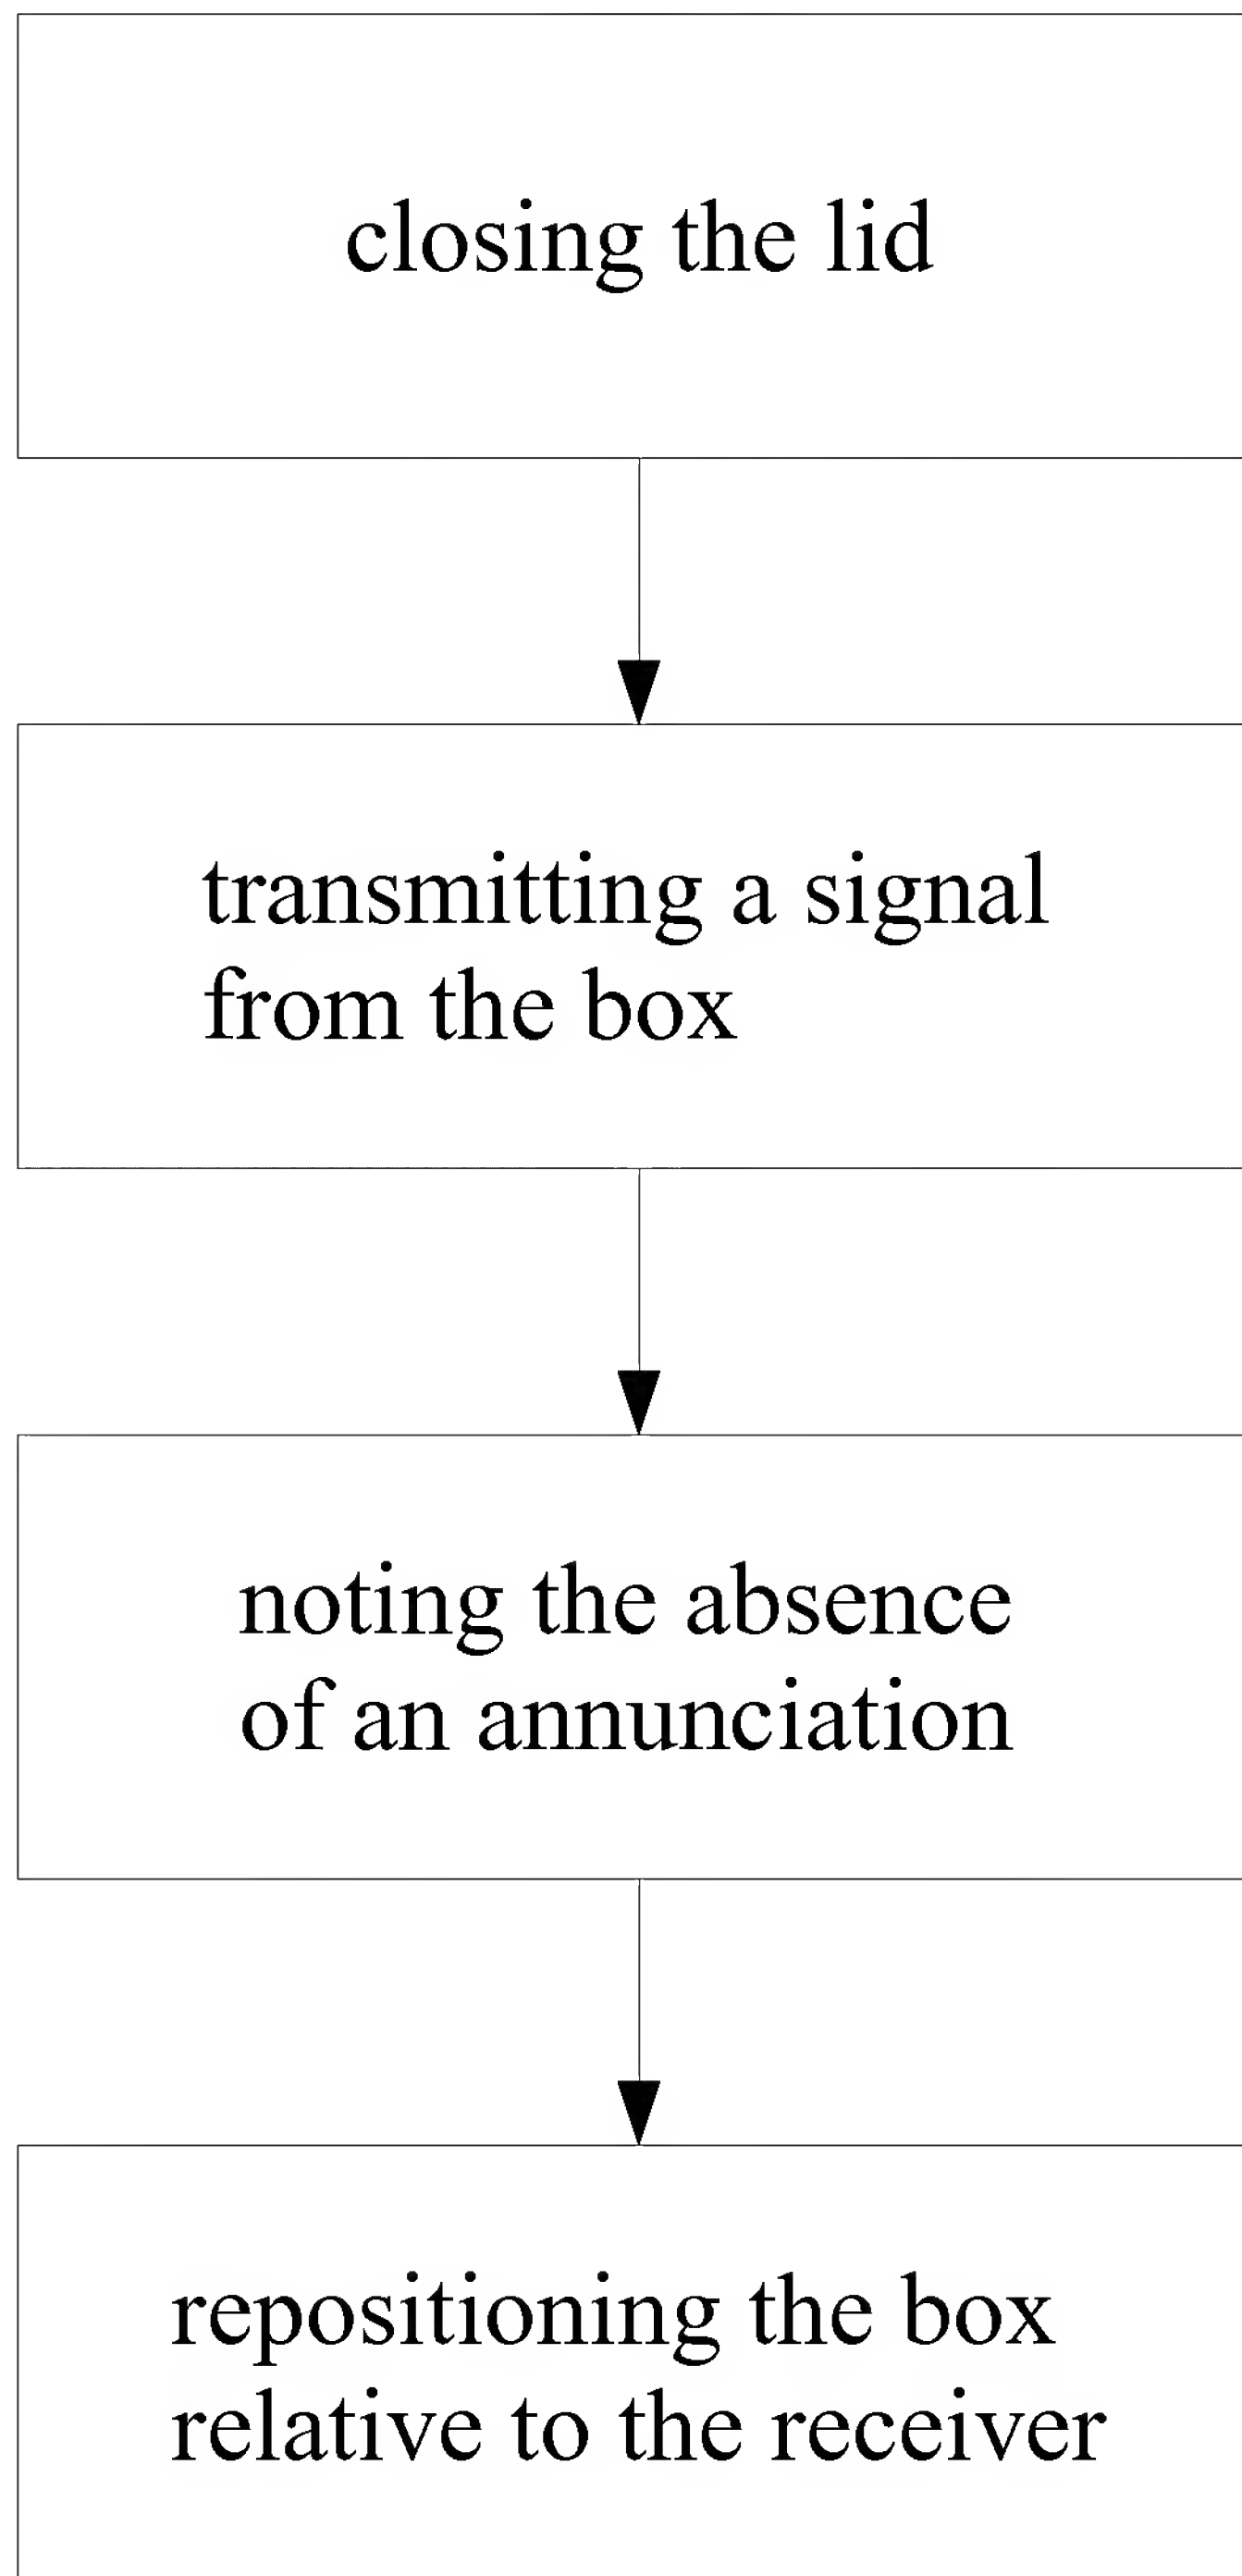 closing the lid
transmitting a signal
from the box
noting the absence
of an annunciation
repositioning the box
relative to the receiver